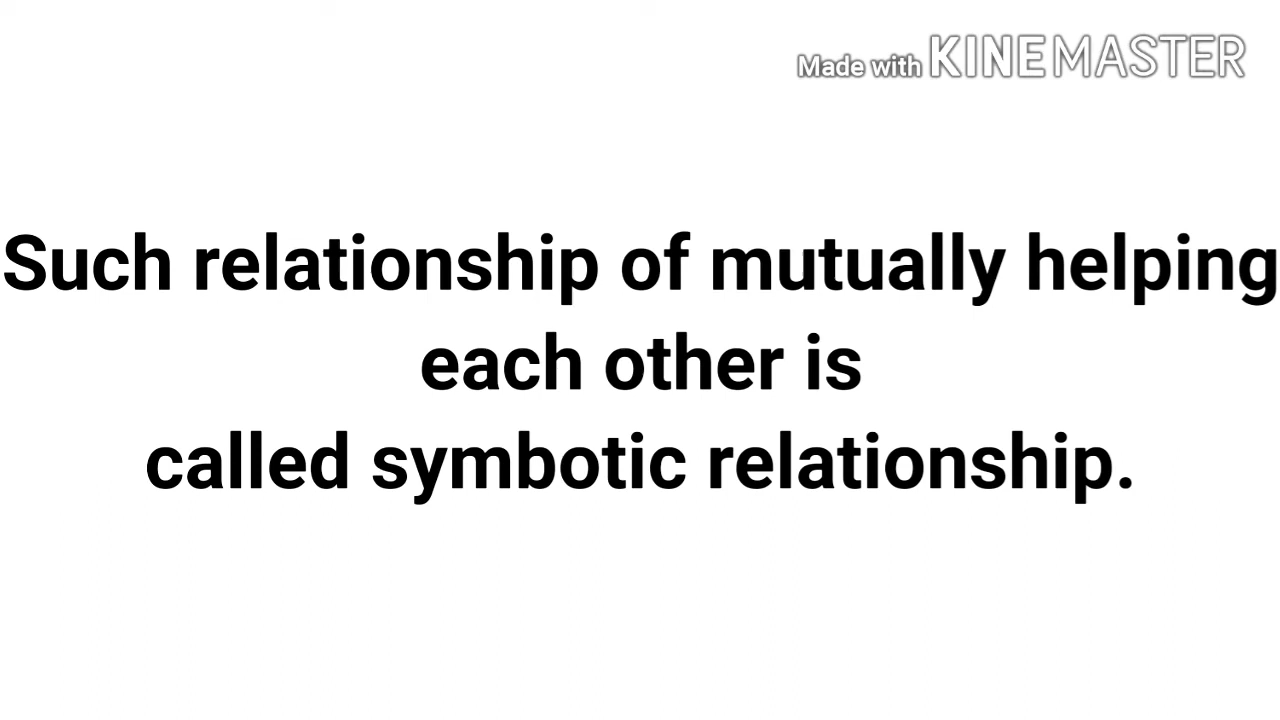 Made with KINEMASTER
Such relationship of mutually helping
each other is
called symbotic relationship.